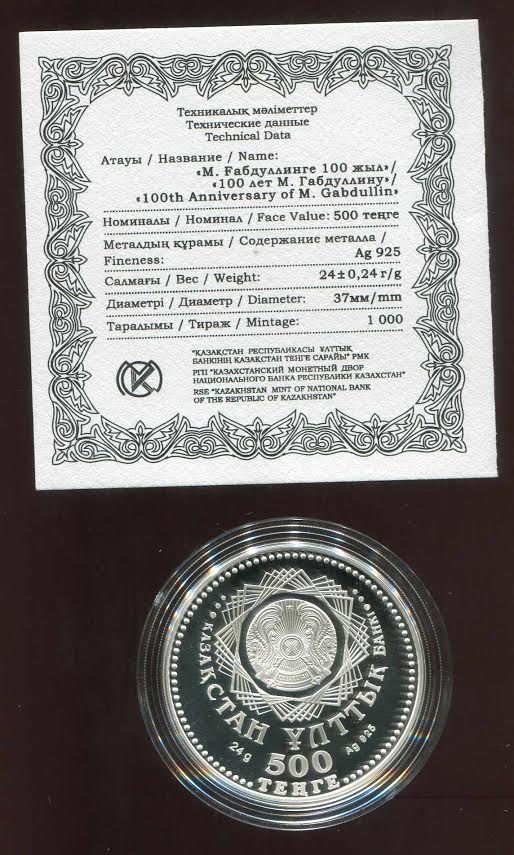 Техникалық мәліметтер
Технические данные
Technical Data
Атауы / Название / Name:
«М. Ғабдуллинге 100 жыл»/
«100 лет М. Габдуллину»/
«100th Anniversary of M. Gabdullin»
Номиналы / Номинал / Face Value: 500 теңге
Металдың құрамы / Содержание металла /
Fineness: Ag 925
Салмағы / Вес / Weight: 24±0,24 г/g
Диаметрі / Диаметр / Diameter: 37мм/mm
Таралымы / Тираж / Mintage: 1 000
"ҚАЗАҚСТАН РЕСПУБЛИКАСЫ ҰЛТТЫҚ
БАНКІНІҢ ҚАЗАҚСТАН ТЕҢГЕ САРАЙЫ" РМК
РГП "КАЗАХСТАНСКИЙ МОНЕТНЫЙ ДВОР
НАЦИОНАЛЬНОГО БАНКА РЕСПУБЛИКИ КАЗАХСТАН"
RSE "KAZAKHSTAN MINT OF NATIONAL BANK
OF THE REPUBLIC OF KAZAKHSTAN"
ҚАЗАҚСТАН ҰЛТТЫҚ БАНКІ
24 g
Ag 925
500
ТЕҢГЕ